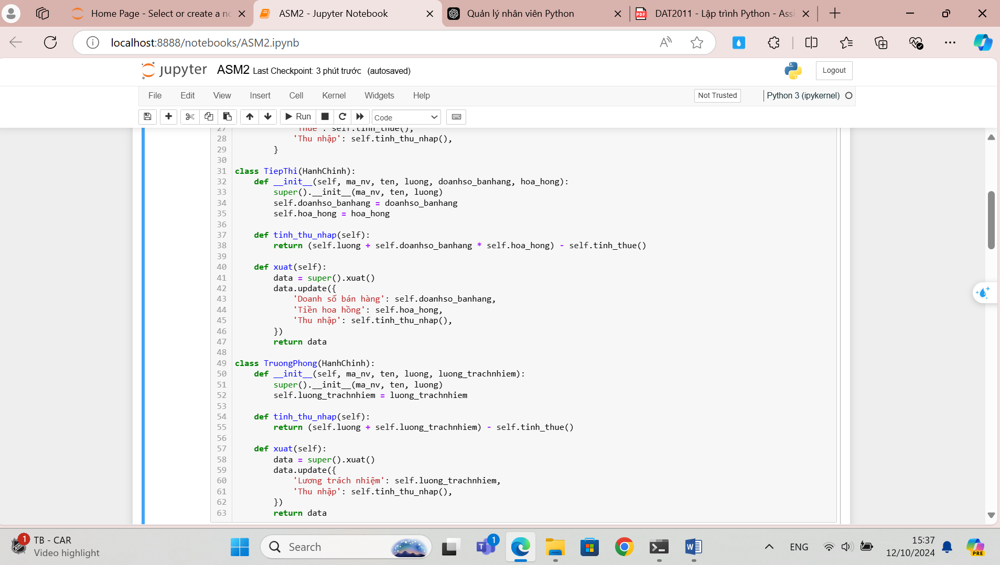 Home Page - Select or create a no
ASM2 - Jupyter Notebook
Quản lý nhân viên Python
PDF
DAT2011 - Lập trình Python - Assi
localhost:8888/notebooks/ASM2.ipynb
jupyter ASM2 Last Checkpoint: 3 phút trước (autosaved)
Logout
File Edit View Insert Cell Kernel Widgets Help
Not Trusted
Python 3 (ipykernel)
Run
Code
27 'Thuế': self.tinh_thue(),
28 'Thu nhập': self.tinh_thu_nhap(),
29 }
30
31 class TiepThi(HanhChinh):
32 def __init__(self, ma_nv, ten, luong, doanhso_banhang, hoa_hong):
33 super().__init__(ma_nv, ten, luong)
34 self.doanhso_banhang = doanhso_banhang
35 self.hoa_hong = hoa_hong
36
37 def tinh_thu_nhap(self):
38 return (self.luong + self.doanhso_banhang * self.hoa_hong) - self.tinh_thue()
39
40 def xuat(self):
41 data = super().xuat()
42 data.update({
43 'Doanh số bán hàng': self.doanhso_banhang,
44 'Tiền hoa hồng': self.hoa_hong,
45 'Thu nhập': self.tinh_thu_nhap(),
46 })
47 return data
48
49 class TruongPhong(HanhChinh):
50 def __init__(self, ma_nv, ten, luong, luong_trachnhiem):
51 super().__init__(ma_nv, ten, luong)
52 self.luong_trachnhiem = luong_trachnhiem
53
54 def tinh_thu_nhap(self):
55 return (self.luong + self.luong_trachnhiem) - self.tinh_thue()
56
57 def xuat(self):
58 data = super().xuat()
59 data.update({
60 'Lương trách nhiệm': self.luong_trachnhiem,
61 'Thu nhập': self.tinh_thu_nhap(),
62 })
63 return data
1
TB - CAR
Video highlight
Search
1
ENG
15:37
12/10/2024
PRE